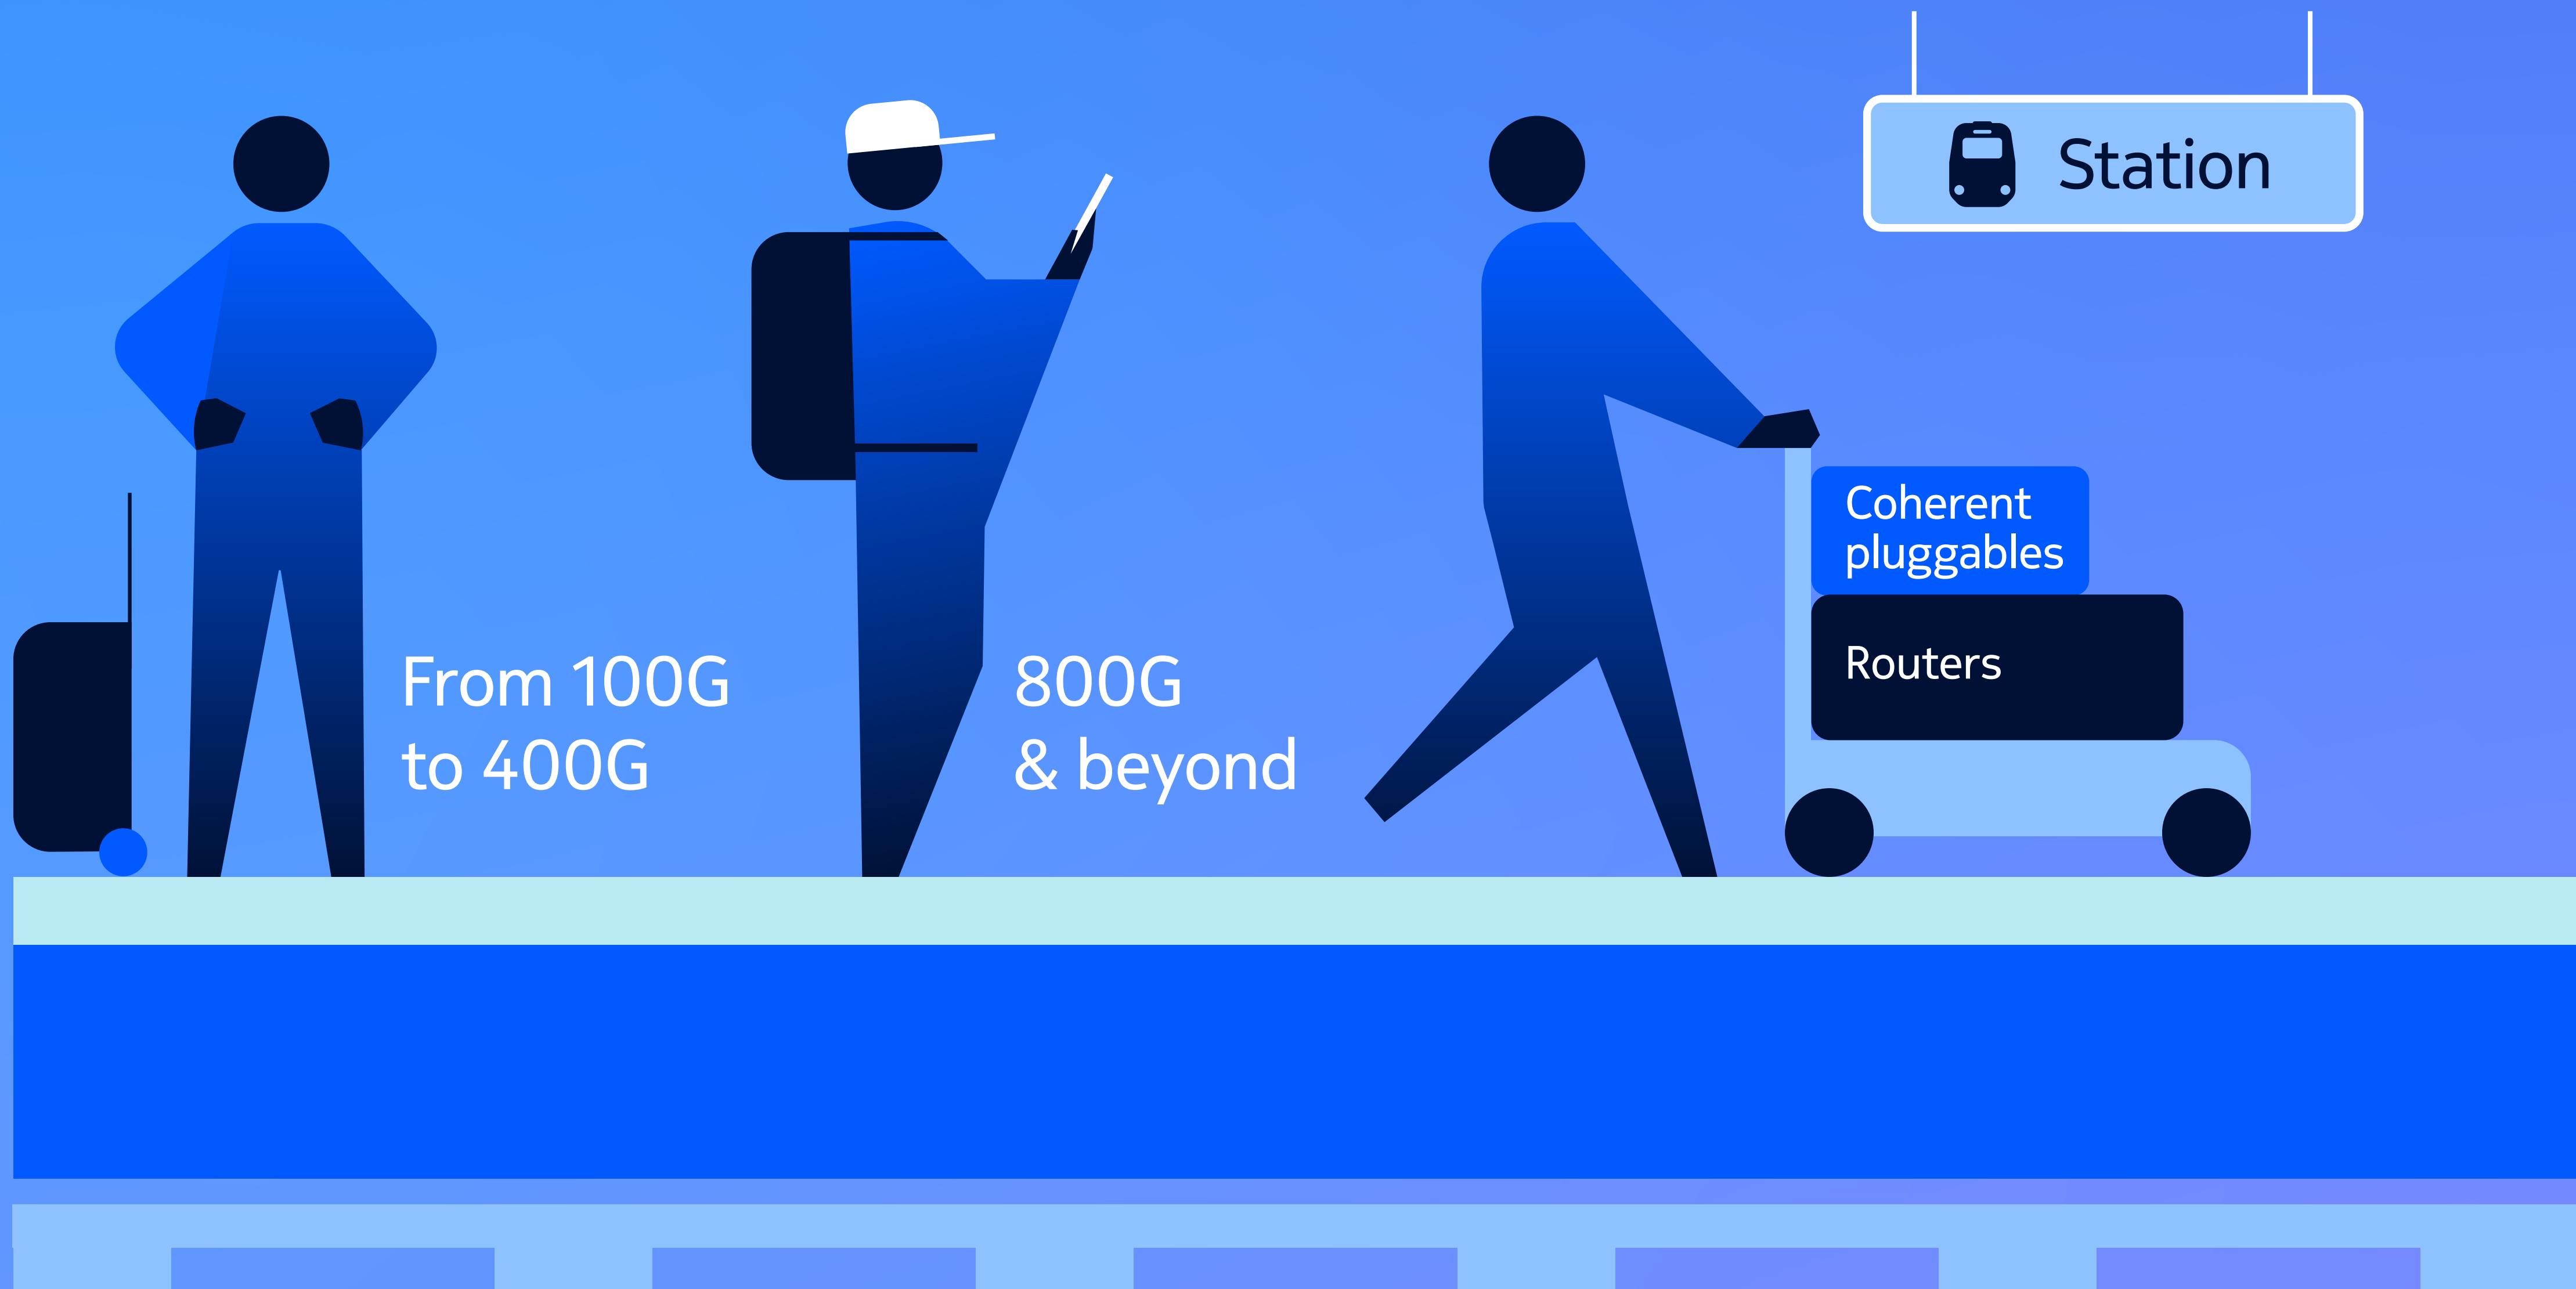 Station
Coherent
pluggables
Routers
From 100G
to 400G
800G
& beyond